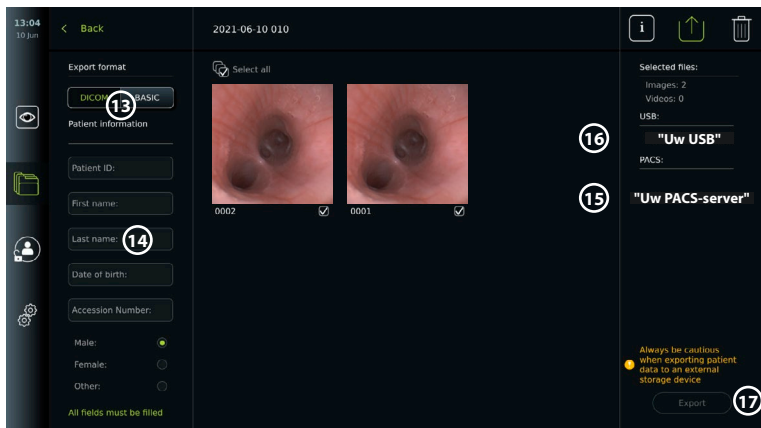 13:04
10 Jun
Back
2021-06-10 010
i
Export format
DICOM BASIC
13
Patient information
Patient ID:
First name:
Last name:
14
Date of birth:
Accession Number:
Male:
Female:
Other:
All fields must be filled
Select all
0002
0001
Selected files:
Images: 2
Videos: 0
USB:
16
"Uw USB"
PACS:
15
"Uw PACS-server"
Always be cautious
when exporting patient
data to an external
storage device
Export
17